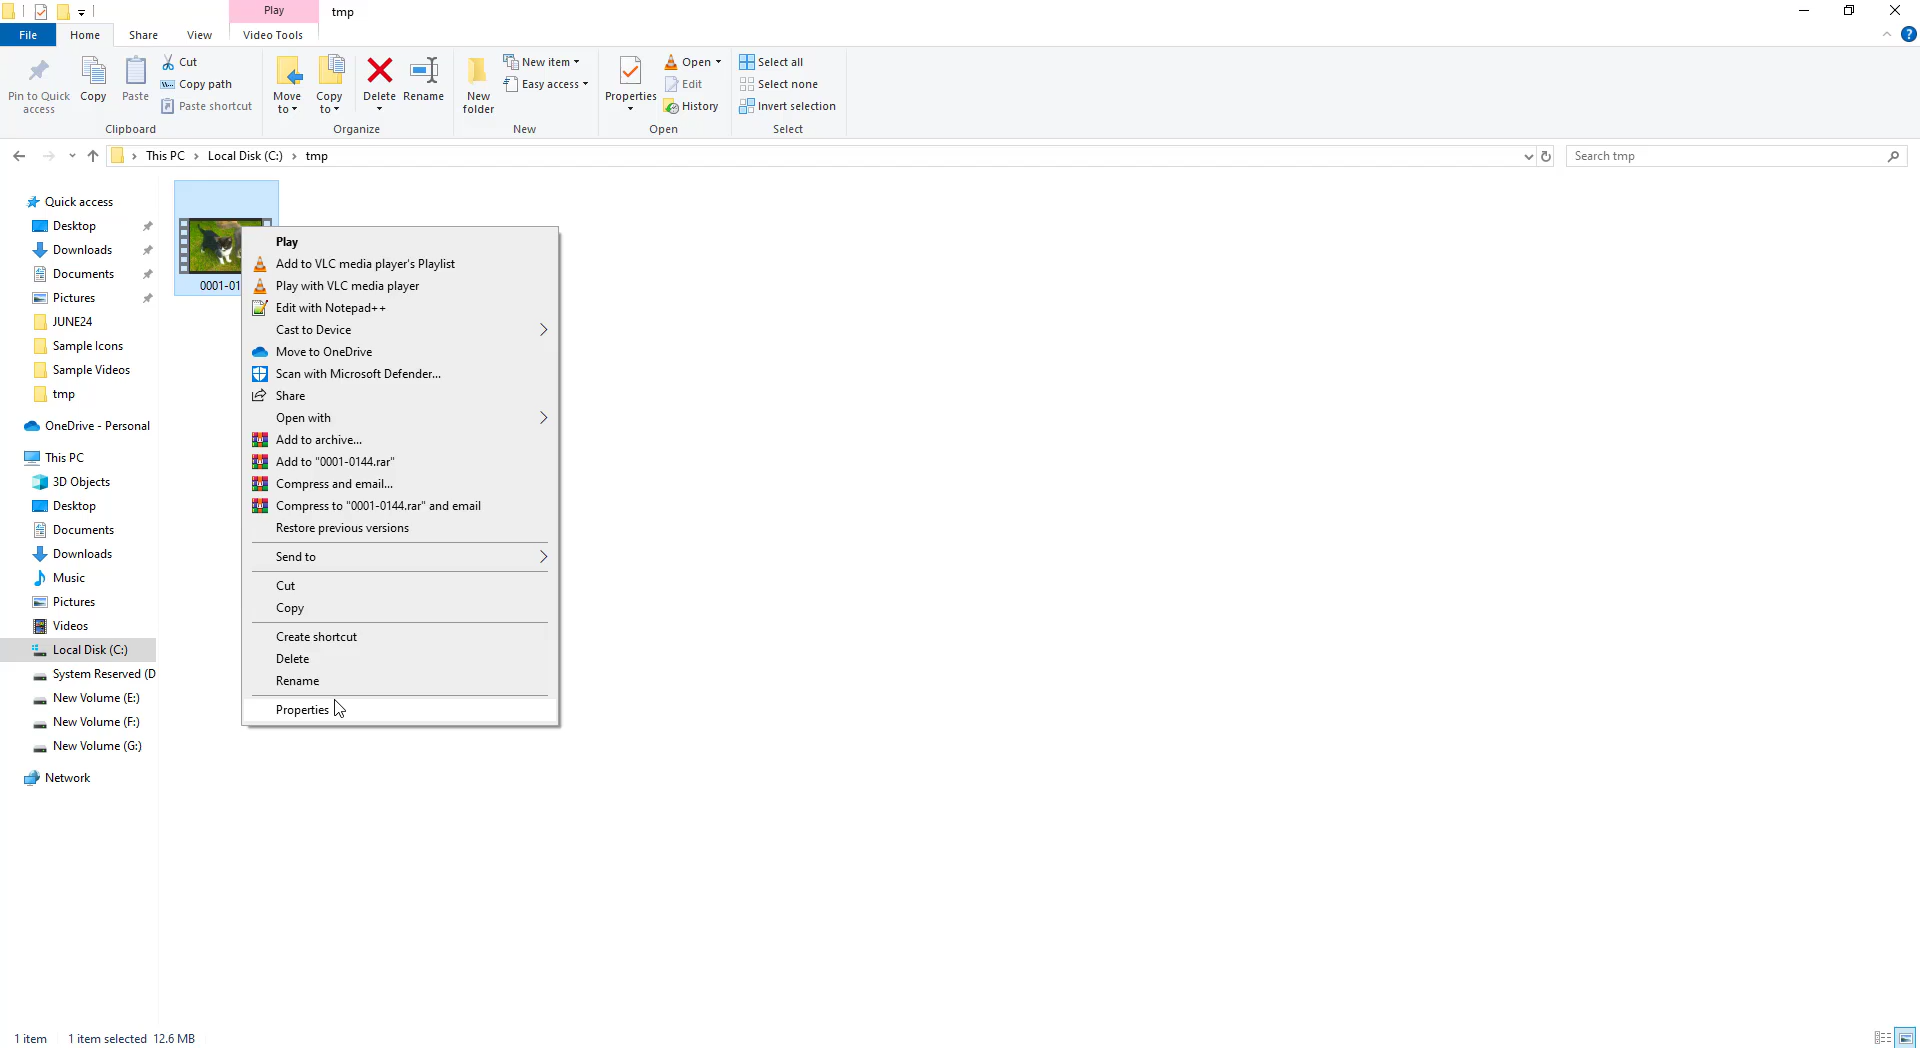 Play
tmp
File Home Share View Video Tools
Pin to Quick access
Copy
Paste
Cut
Copy path
Paste shortcut
Clipboard
Move to
Copy to
Delete
Rename
Organize
New folder
New item
Easy access
New
Properties
Open
Edit
History
Open
Select all
Select none
Invert selection
Select
This PC › Local Disk (C:) › tmp
Search tmp
Quick access
Desktop
Downloads
Documents
Pictures
JUNE24
Sample Icons
Sample Videos
tmp
OneDrive - Personal
This PC
3D Objects
Desktop
Documents
Downloads
Music
Pictures
Videos
Local Disk (C:)
System Reserved (D
New Volume (E:)
New Volume (F:)
New Volume (G:)
Network
0001-01
Play
Add to VLC media player's Playlist
Play with VLC media player
Edit with Notepad++
Cast to Device
Move to OneDrive
Scan with Microsoft Defender...
Share
Open with
Add to archive...
Add to "0001-0144.rar"
Compress and email...
Compress to "0001-0144.rar" and email
Restore previous versions
Send to
Cut
Copy
Create shortcut
Delete
Rename
Properties
1 item 1 item selected 12.6 MB